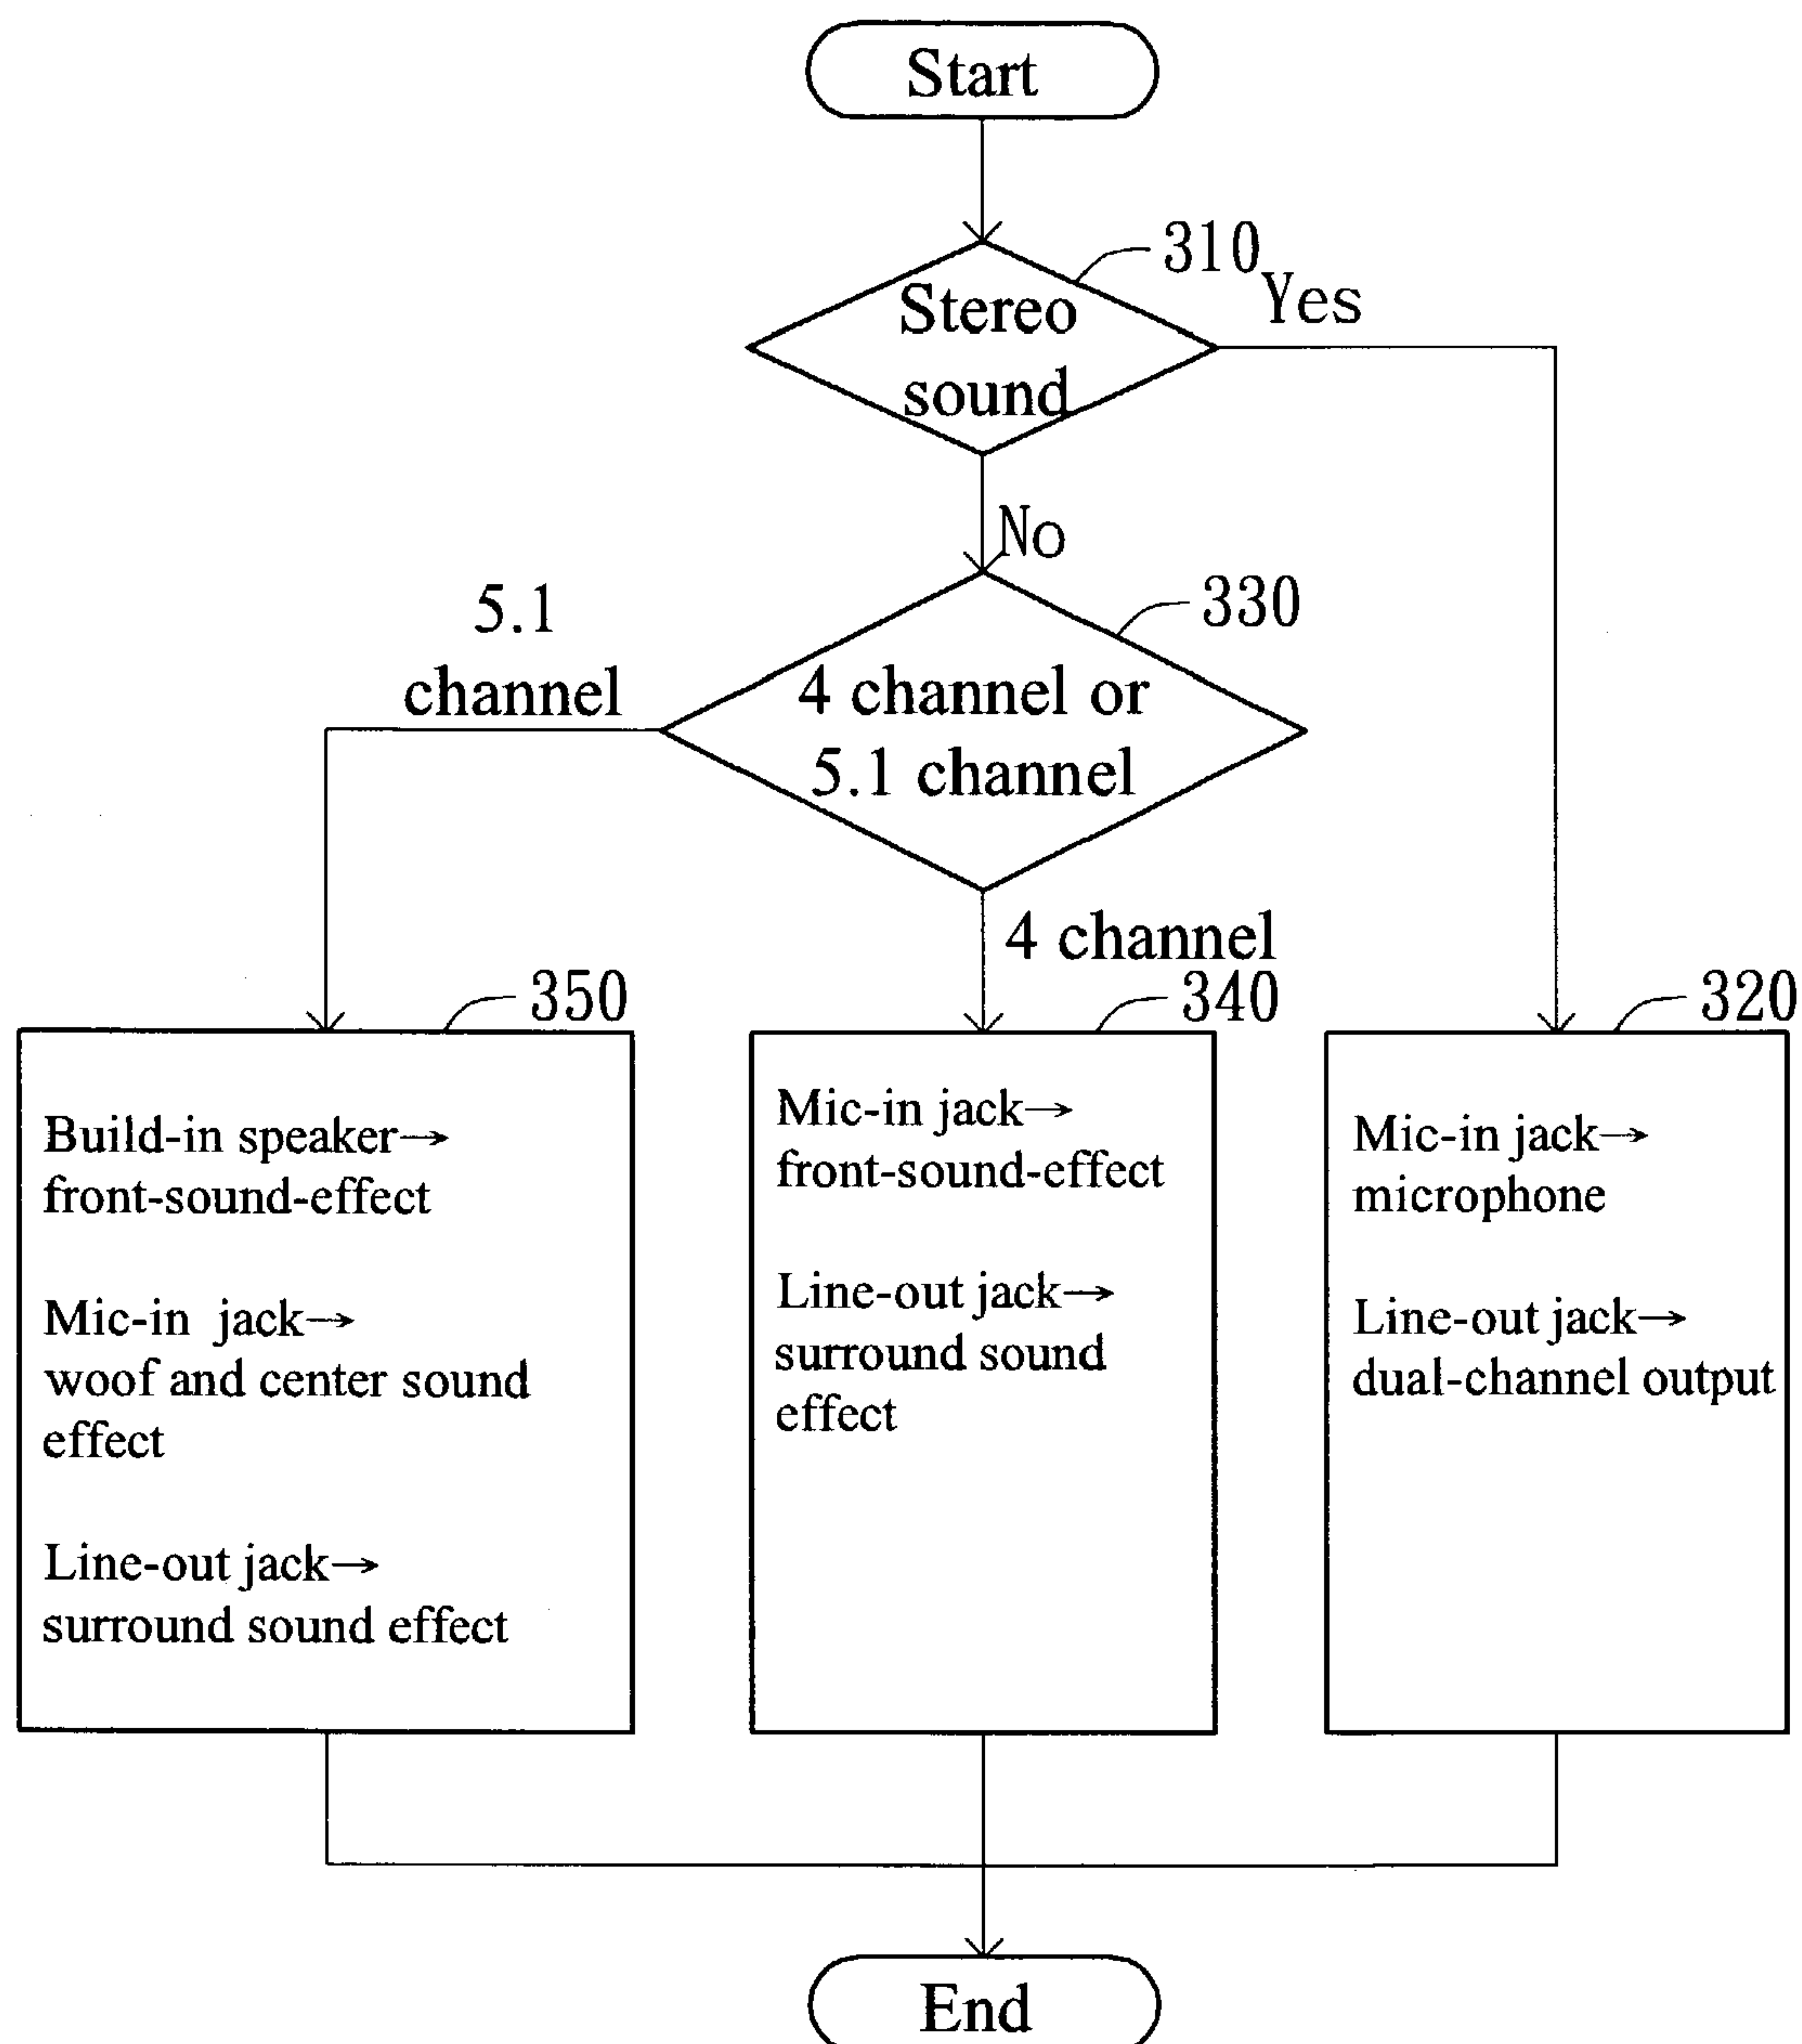 Start
310
Yes
Stereo
sound
No
330
5.1
channel
4 channel or
5.1 channel
4 channel
350
340
320
Build-in speaker→
front-sound-effect
Mic-in  jack→
woof and center sound
effect
Line-out jack→
surround sound effect
Mic-in jack→
front-sound-effect
Line-out jack→
surround sound
effect
Mic-in jack→
microphone
Line-out jack→
dual-channel output
End